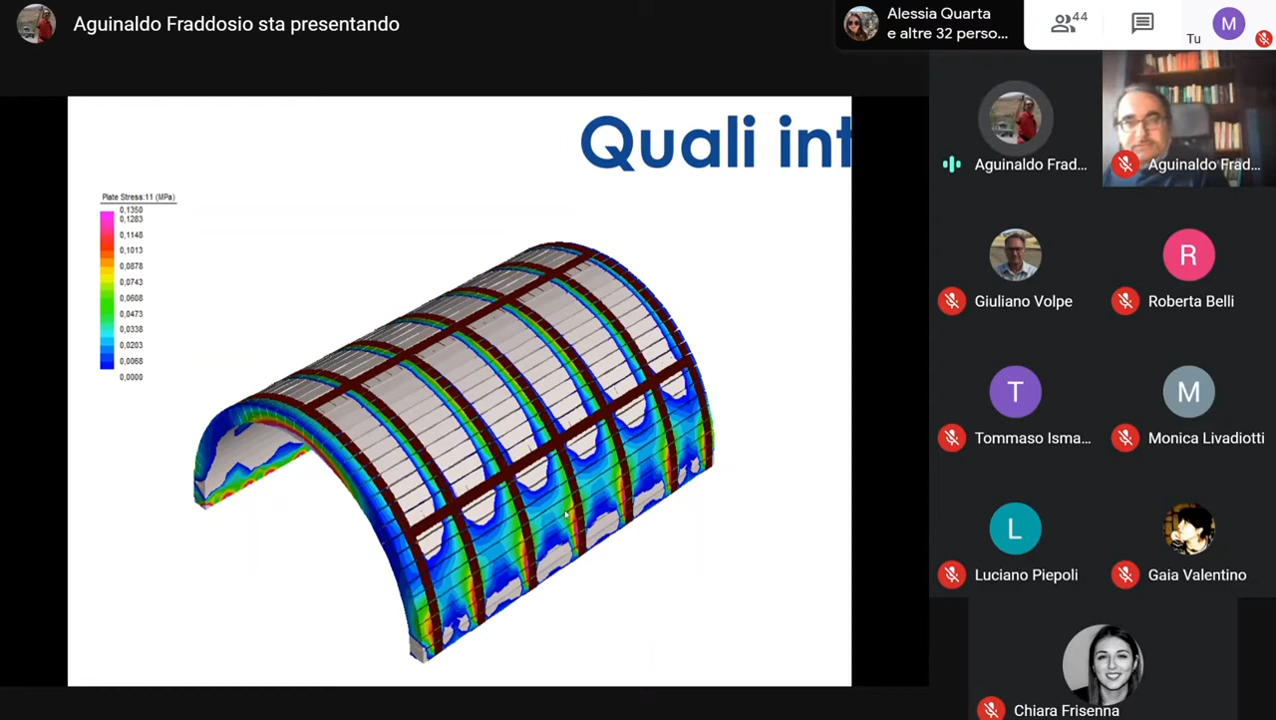 Aguinaldo Fraddosio sta presentando
Alessia Quarta
e altre 32 perso...
44
M
Tu
Quali int
Plate Stress:11 (MPa)
0,1350
0,1283
0,1148
0,1013
0,0878
0,0743
0,0608
0,0473
0,0338
0,0203
0,0068
0,0000
Aguinaldo Frad...
Aguinaldo Frad...
Giuliano Volpe
R
Roberta Belli
T
Tommaso Isma...
M
Monica Livadiotti
L
Luciano Piepoli
Gaia Valentino
Chiara Frisenna